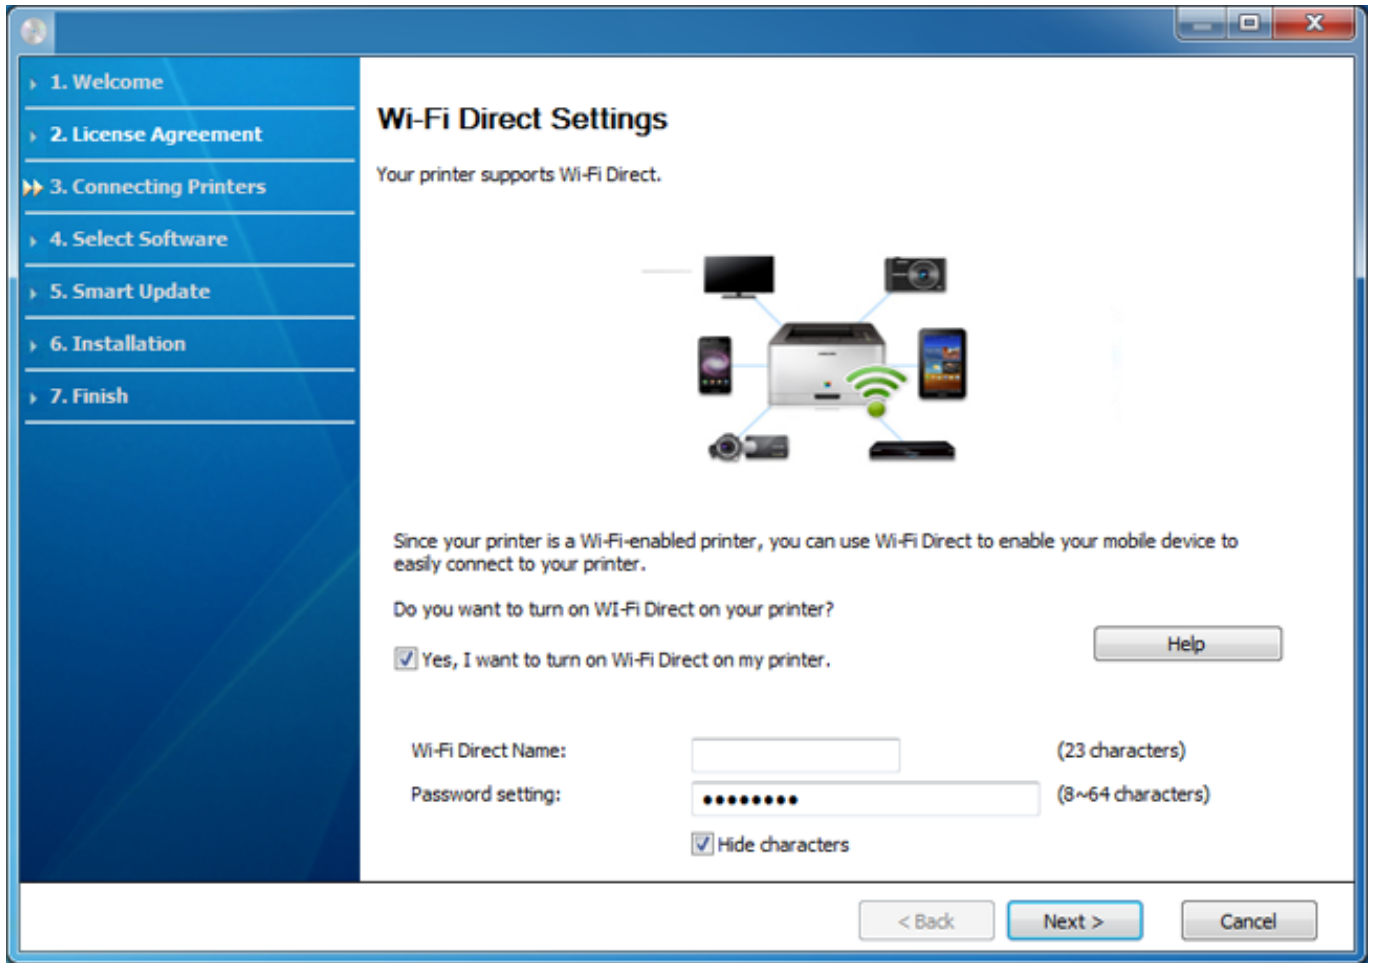 1. Welcome
2. License Agreement
3. Connecting Printers
4. Select Software
5. Smart Update
6. Installation
7. Finish
Wi-Fi Direct Settings
Your printer supports Wi-Fi Direct.
Since your printer is a Wi-Fi-enabled printer, you can use Wi-Fi Direct to enable your mobile device to
easily connect to your printer.
Do you want to turn on WI-Fi Direct on your printer?
Yes, I want to turn on Wi-Fi Direct on my printer.
Help
Wi-Fi Direct Name: (23 characters)
Password setting: ●●●●●●●● (8~64 characters)
Hide characters
< Back Next > Cancel